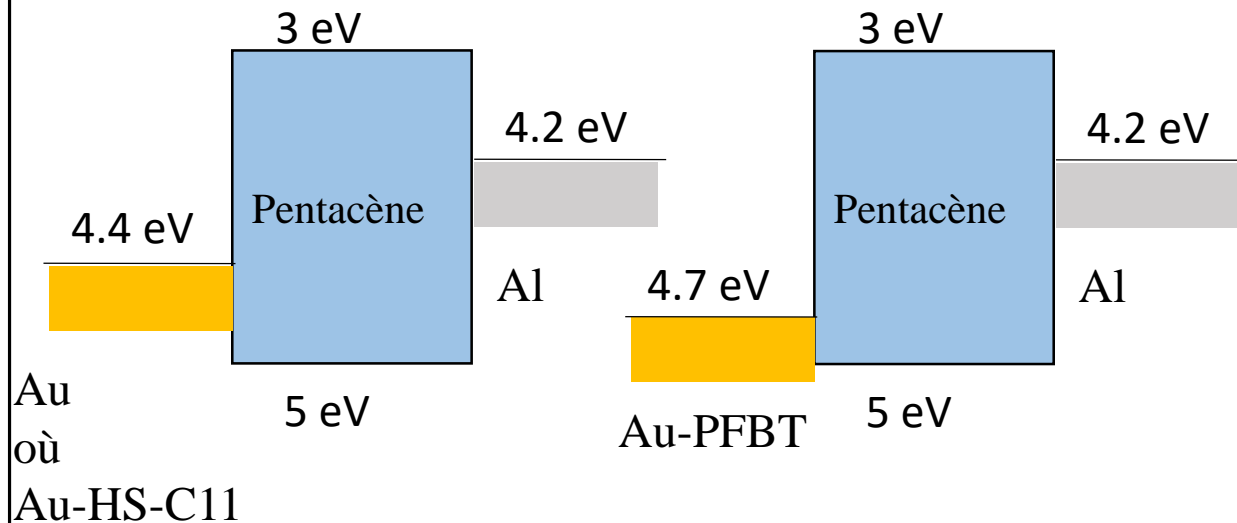 3 eV
4.2 eV
Pentacène
4.4 eV
Al
5 eV
Au
où
Au-HS-C11
3 eV
4.2 eV
Pentacène
4.7 eV
Al
5 eV
Au-PFBT